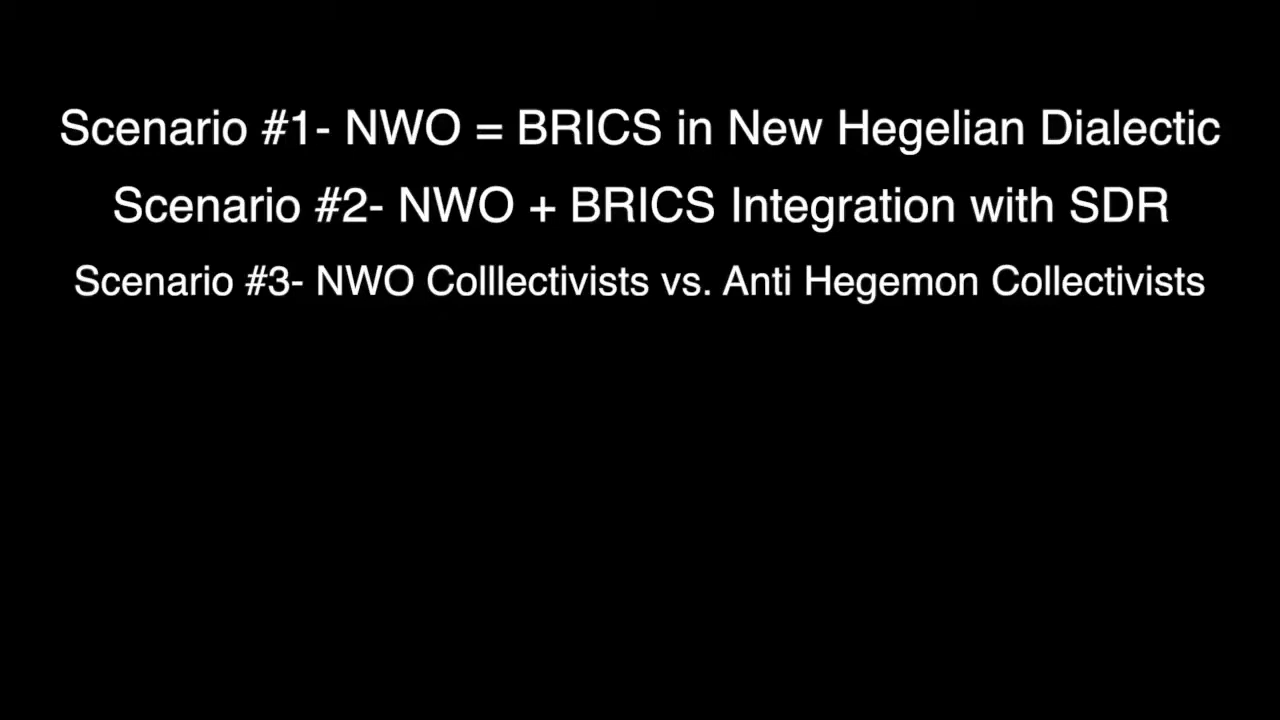 Scenario #1- NWO = BRICS in New Hegelian Dialectic
Scenario #2- NWO + BRICS Integration with SDR
Scenario #3- NWO Colllectivists vs. Anti Hegemon Collectivists